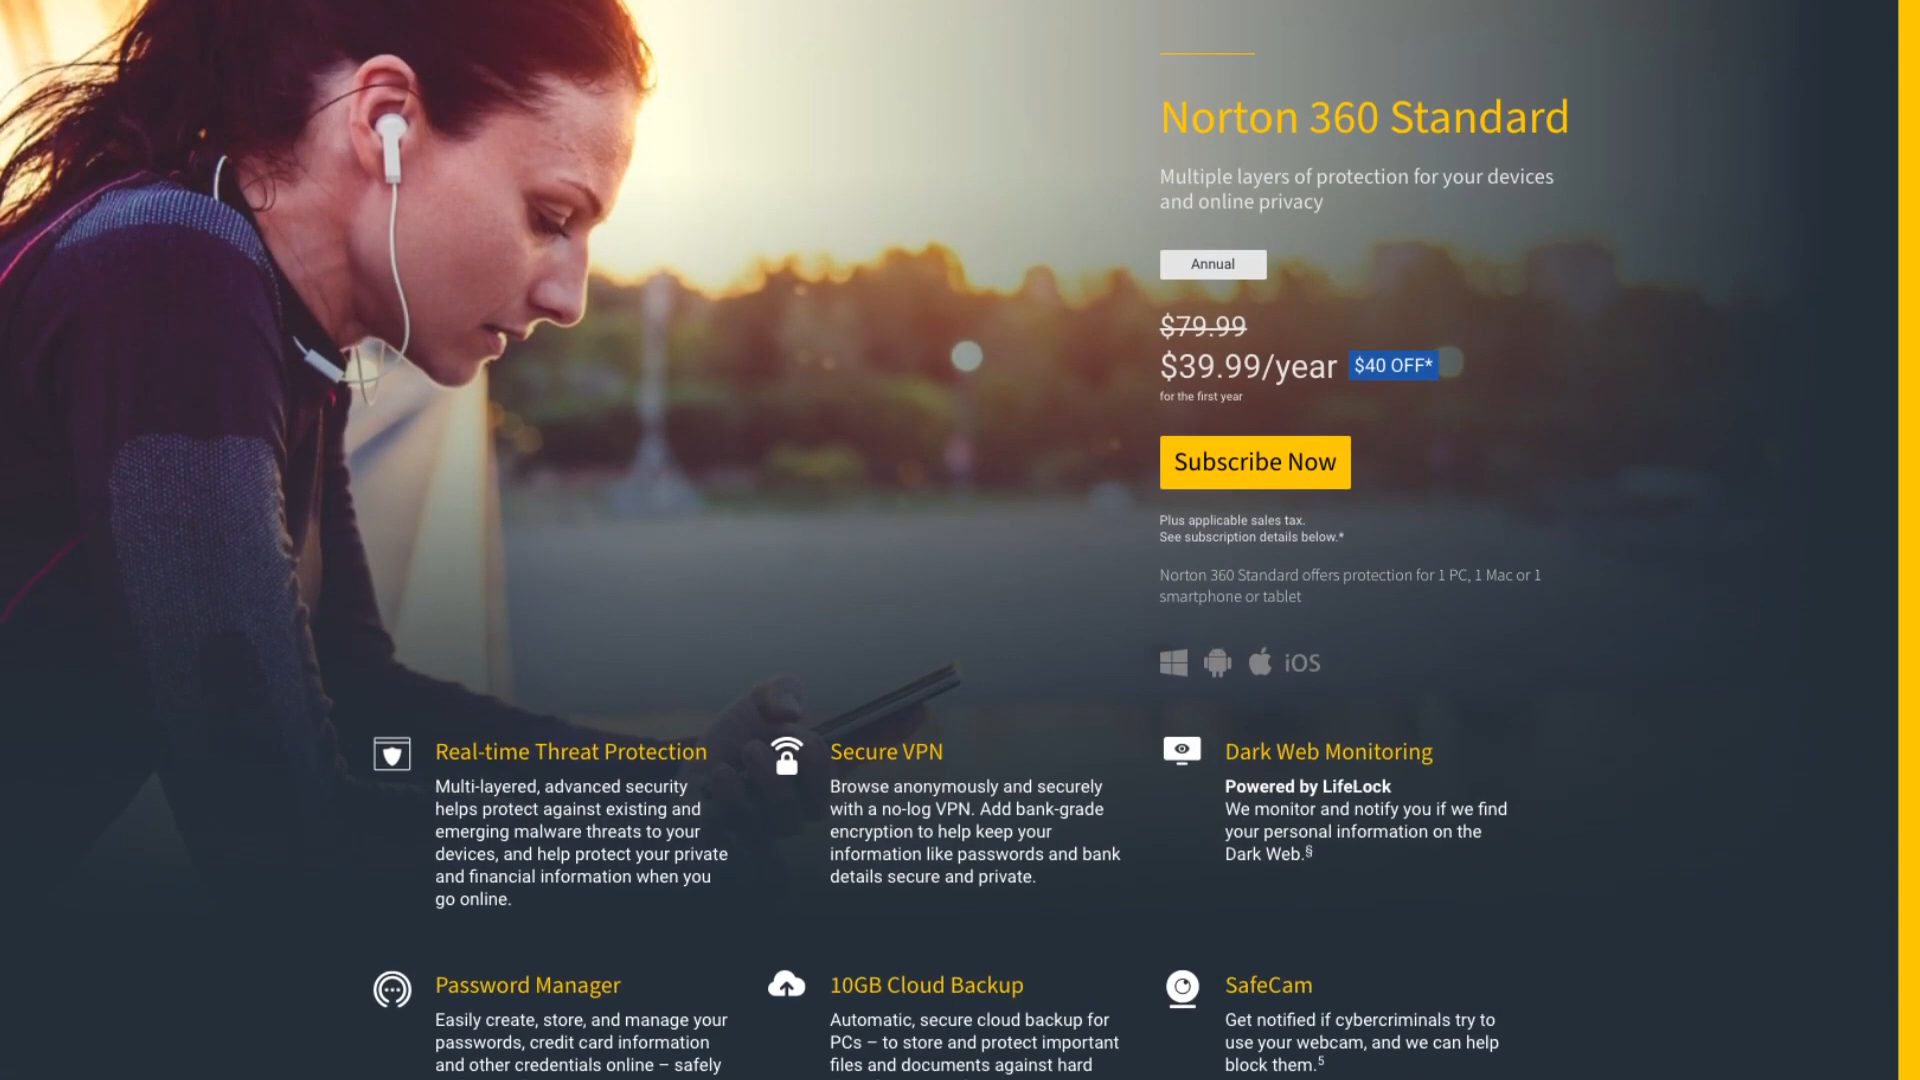 Norton 360 Standard
Multiple layers of protection for your devices
and online privacy
Annual
$79.99
$39.99/year $40 OFF*
for the first year
Subscribe Now
Plus applicable sales tax.
See subscription details below.*
Norton 360 Standard offers protection for 1 PC, 1 Mac or 1
smartphone or tablet
iOS
Real-time Threat Protection
Multi-layered, advanced security
helps protect against existing and
emerging malware threats to your
devices, and help protect your private
and financial information when you
go online.
Secure VPN
Browse anonymously and securely
with a no-log VPN. Add bank-grade
encryption to help keep your
information like passwords and bank
details secure and private.
Dark Web Monitoring
Powered by LifeLock
We monitor and notify you if we find
your personal information on the
Dark Web.§
Password Manager
Easily create, store, and manage your
passwords, credit card information
and other credentials online – safely
10GB Cloud Backup
Automatic, secure cloud backup for
PCs – to store and protect important
files and documents against hard
SafeCam
Get notified if cybercriminals try to
use your webcam, and we can help
block them.5